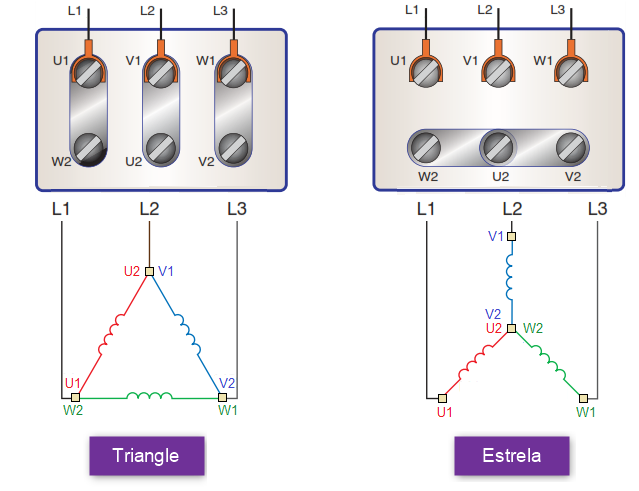 L1 L2 L3
U1 V1 W1
W2 U2 V2
L1 L2 L3
U2 V1
U1 V2
W2 W1
Triangle
L1 L2 L3
U1 V1 W1
W2 U2 V2
L1 L2 L3
V1
V2
U2 W2
U1 W1
Estrela